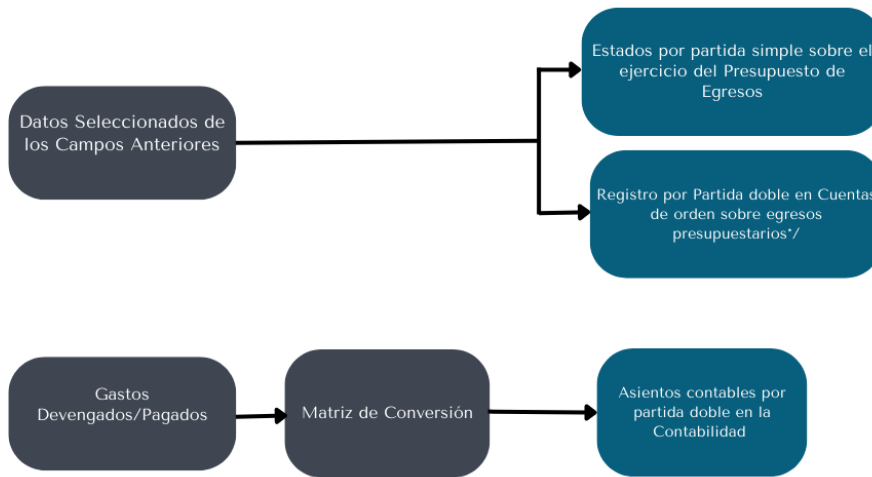 Estados por partida simple sobre el
ejercicio del Presupuesto de
Egresos
Datos Seleccionados de
los Campos Anteriores
Registro por Partida doble en Cuentas
de orden sobre egresos
presupuestarios*/
Gastos
Devengados/Pagados
Matriz de Conversión
Asientos contables por
partida doble en la
Contabilidad